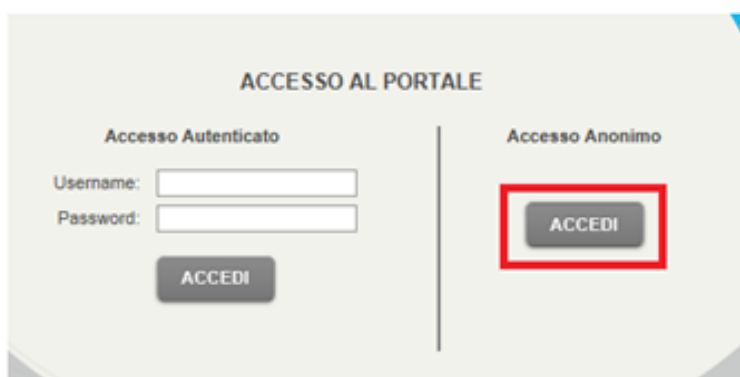 ACCESSO AL PORTALE
Accesso Autenticato
Username:
Password:
ACCEDI
Accesso Anonimo
ACCEDI